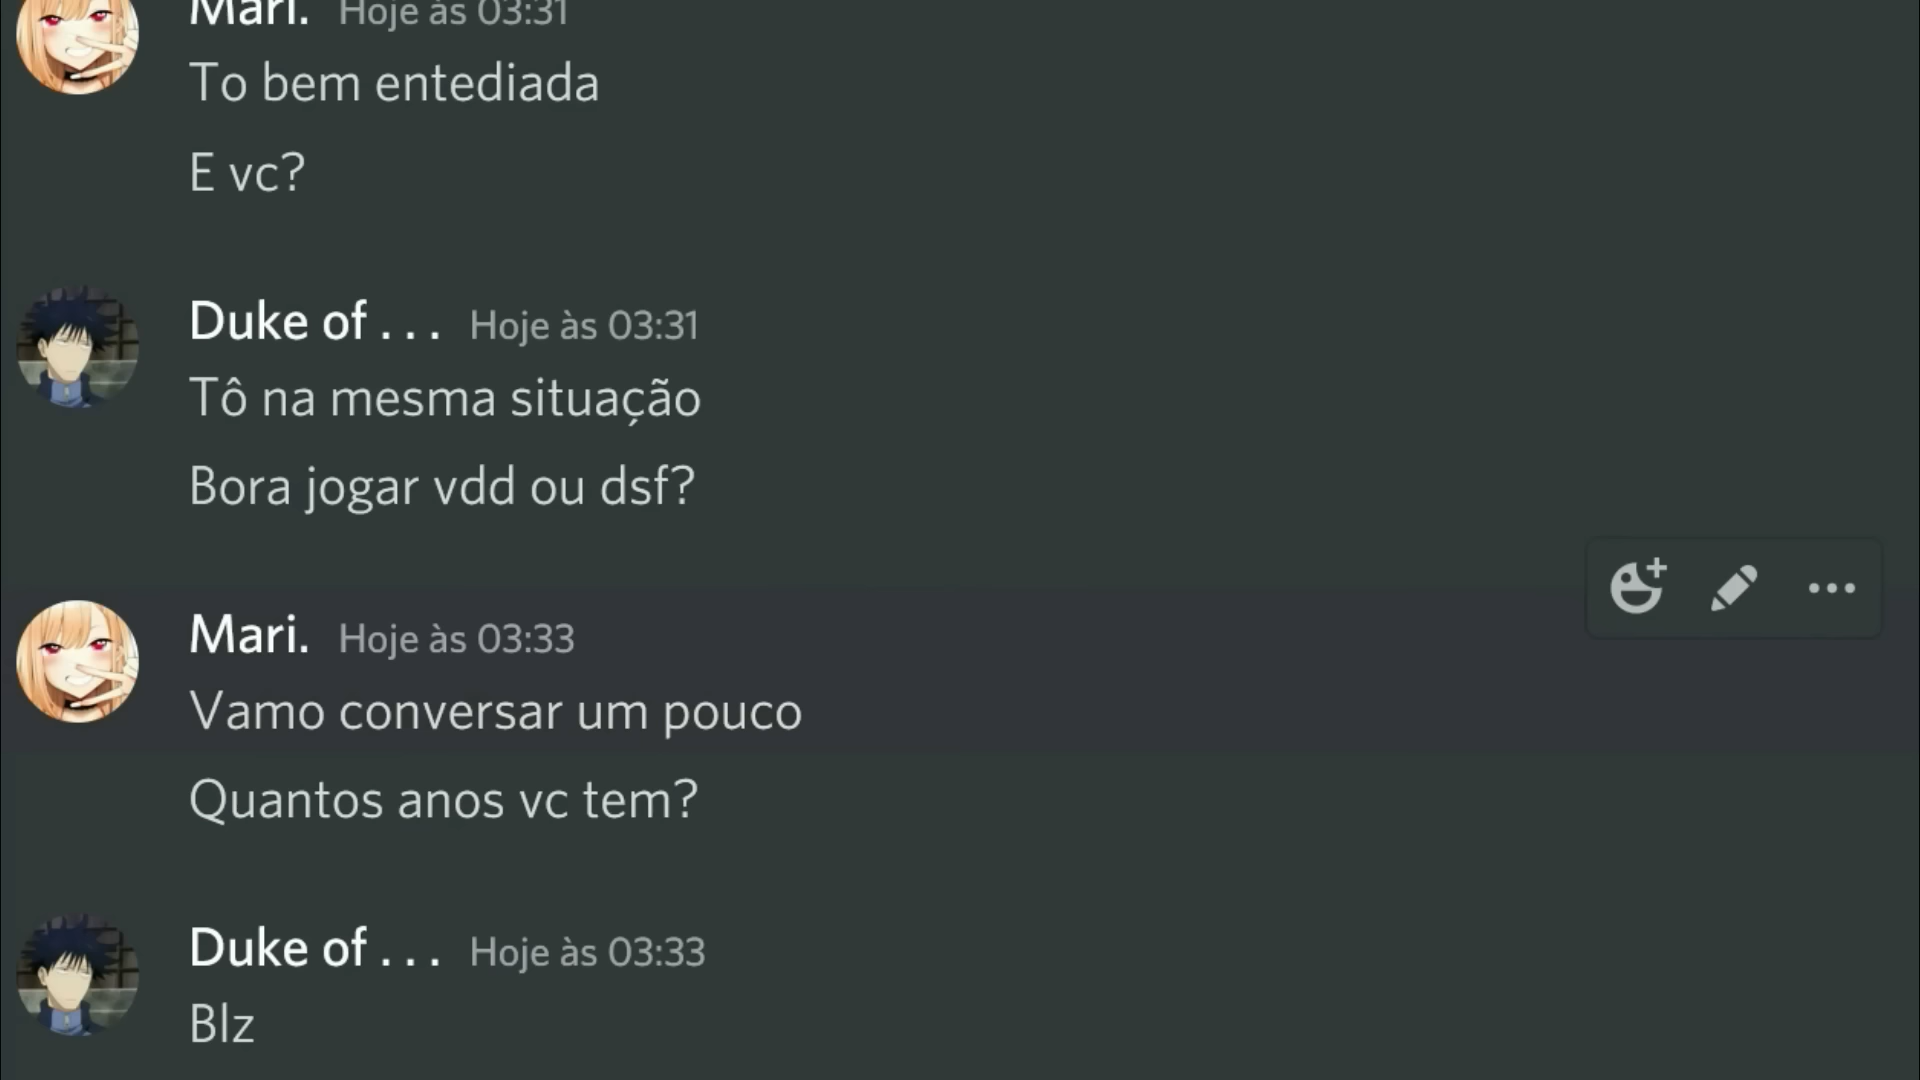 Mari. Hoje às 03:31
To bem entediada
E vc?
Duke of . . . Hoje às 03:31
Tô na mesma situação
Bora jogar vdd ou dsf?
Mari. Hoje às 03:33
Vamo conversar um pouco
Quantos anos vc tem?
Duke of . . . Hoje às 03:33
Blz